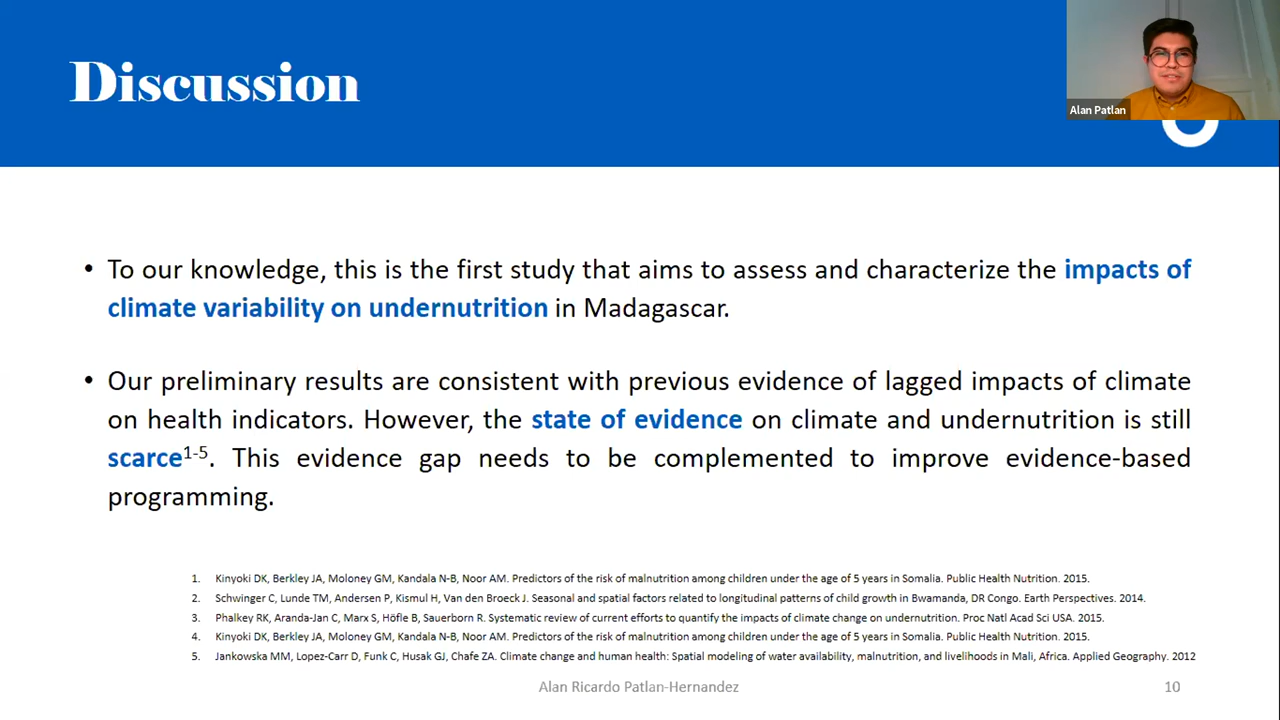 Discussion
Alan Patlan
• To our knowledge, this is the first study that aims to assess and characterize the impacts of
climate variability on undernutrition in Madagascar.
• Our preliminary results are consistent with previous evidence of lagged impacts of climate
on health indicators. However, the state of evidence on climate and undernutrition is still
scarce1-5. This evidence gap needs to be complemented to improve evidence-based
programming.
1. Kinyoki DK, Berkley JA, Moloney GM, Kandala N-B, Noor AM. Predictors of the risk of malnutrition among children under the age of 5 years in Somalia. Public Health Nutrition. 2015.
2. Schwinger C, Lunde TM, Andersen P, Kismul H, Van den Broeck J. Seasonal and spatial factors related to longitudinal patterns of child growth in Bwamanda, DR Congo. Earth Perspectives. 2014.
3. Phalkey RK, Aranda-Jan C, Marx S, Höfle B, Sauerborn R. Systematic review of current efforts to quantify the impacts of climate change on undernutrition. Proc Natl Acad Sci USA. 2015.
4. Kinyoki DK, Berkley JA, Moloney GM, Kandala N-B, Noor AM. Predictors of the risk of malnutrition among children under the age of 5 years in Somalia. Public Health Nutrition. 2015.
5. Jankowska MM, Lopez-Carr D, Funk C, Husak GJ, Chafe ZA. Climate change and human health: Spatial modeling of water availability, malnutrition, and livelihoods in Mali, Africa. Applied Geography. 2012
Alan Ricardo Patlan-Hernandez
10